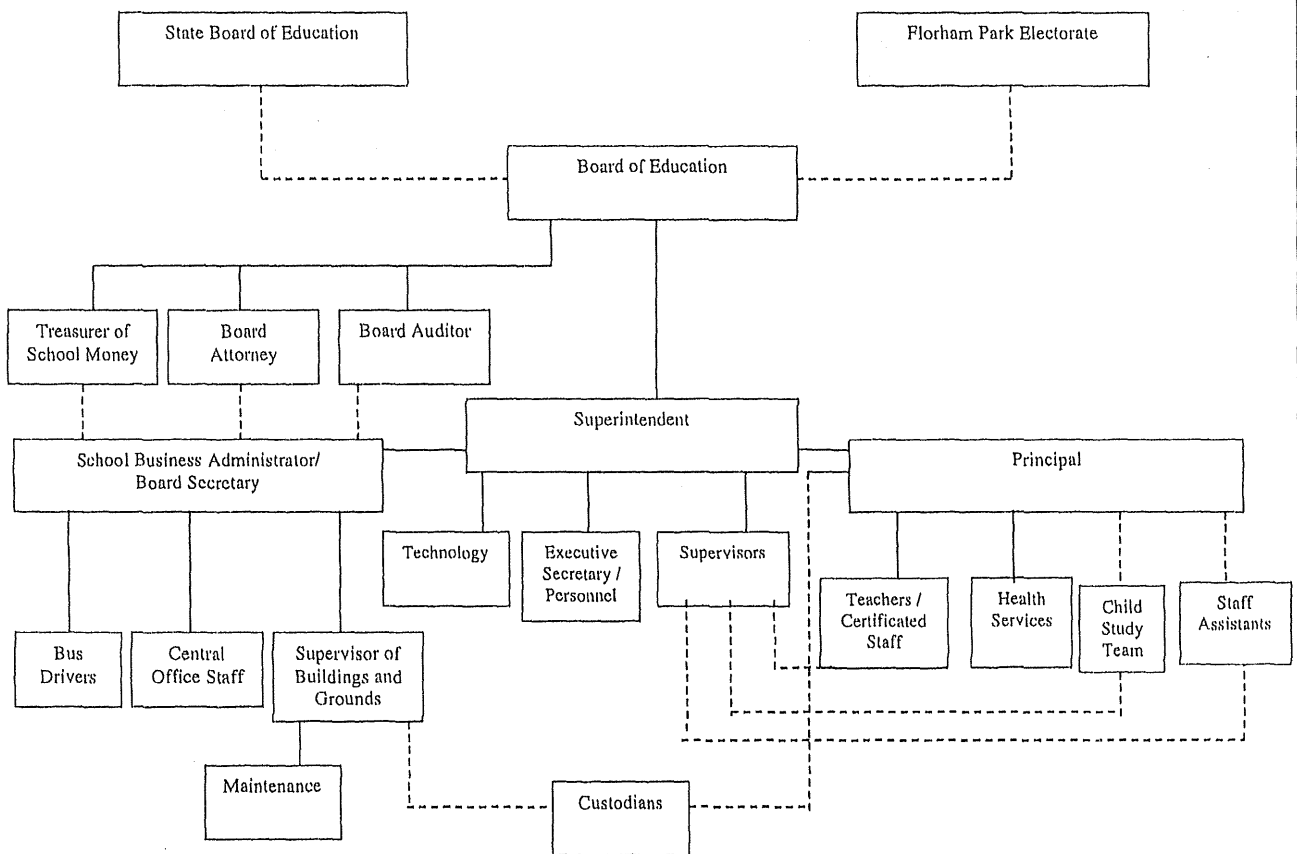 State Board of Education
Florham Park Electorate
Board of Education
Treasurer of
School Money
Board
Attorney
Board Auditor
Superintendent
School Business Administrator/
Board Secretary
Principal
Technology
Executive
Secretary /
Personnel
Supervisors
Teachers /
Certificated
Staff
Health
Services
Child
Study
Team
Staff
Assistants
Bus
Drivers
Central
Office Staff
Supervisor of
Buildings and
Grounds
Maintenance
Custodians